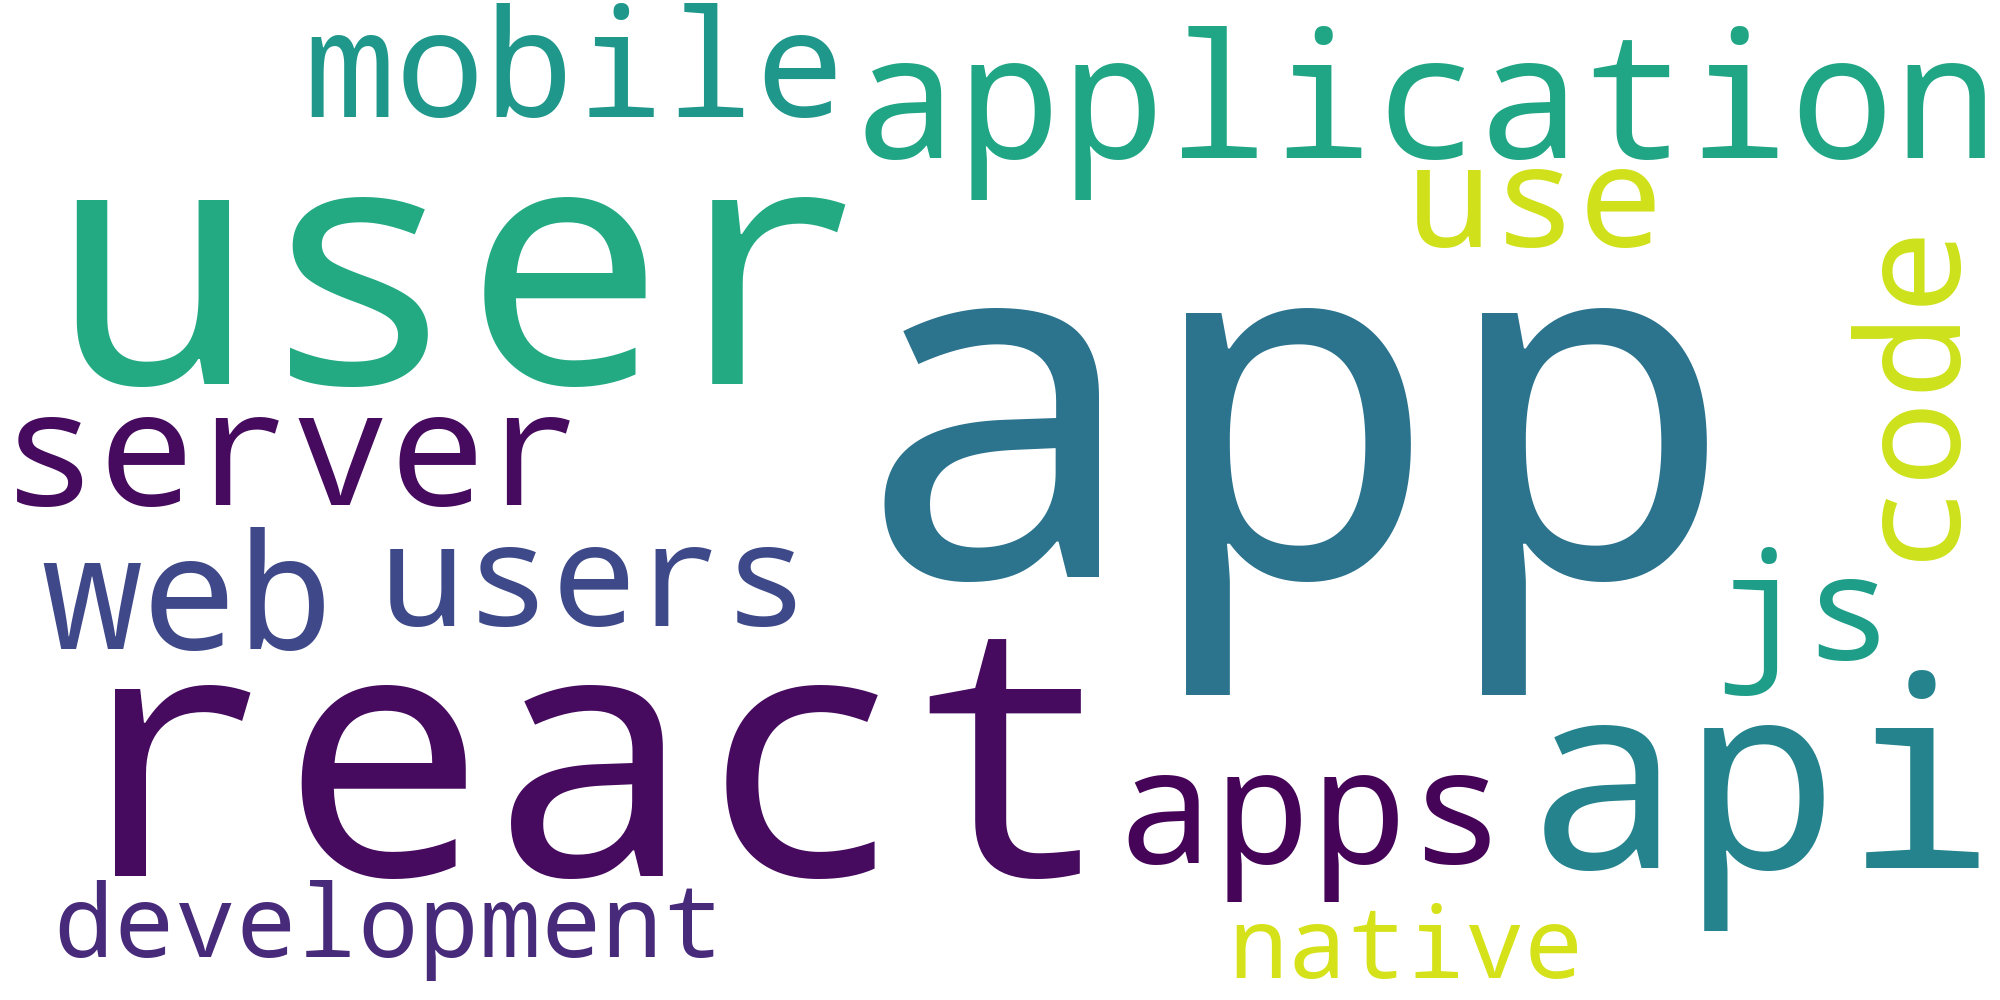 mobile
application
use
user
code
app
server
web
users
js
react
api
apps
development
native